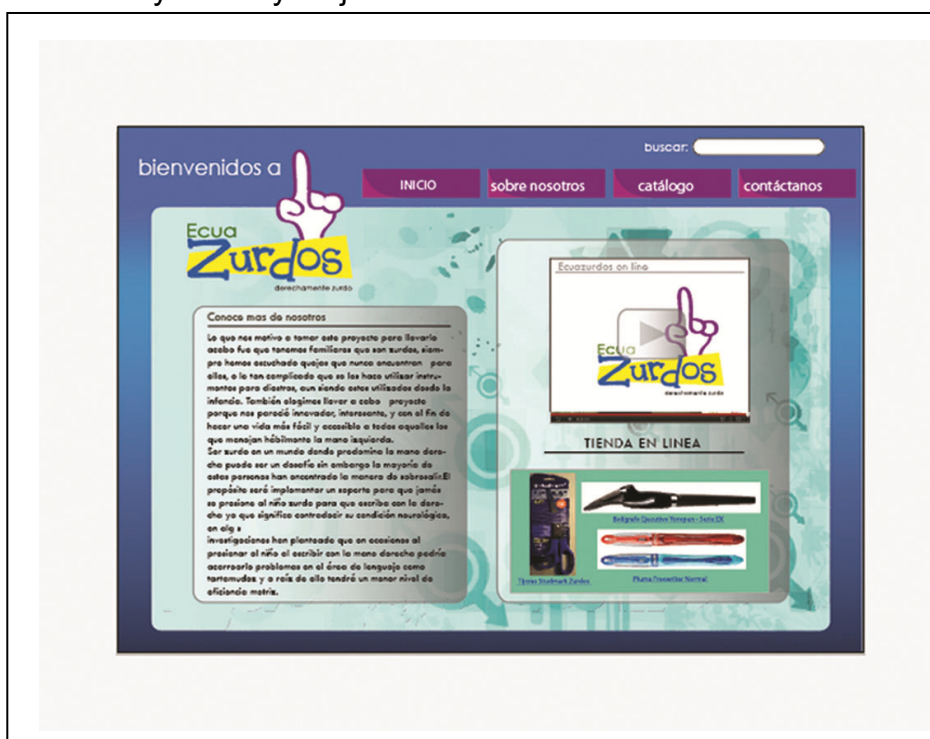 bienvenidos a
buscar:
INICIO
sobre nosotros
catálogo
contáctanos
Ecua
Zurdos
derechamente zurdo
Conoce mas de nosotros
Lo que nos motivo a tomar este proyecto para llevarlo
acabo fue que tenemos familiares que son zurdos, siem-
pre hemos escuchado quejas que nunca encuentran para
ellos, o lo tan complicado que se les hace utilizar instru-
mentos para diestros, aun siendo estos utilizados desde la
infancia. También elegimos llevar a cabo proyecto
porque nos pareció innovador, interesante, y con el fin de
hacer una vida más fácil y accesible a todos aquellos los
que manejan hábilmente la mano izquierda.
Ser zurdo en un mundo donde predomina la mano dere-
cha puede ser un desafío sin embargo la mayoría de
estas personas han encontrado la manera de sobresalir.El
propósito será implementar un soporte para que jamás
se presione al niño zurdo para que escriba con la dere-
cha ya que significa contradecir su condición neurológica,
en alg s
investigaciones han planteado que en ocasiones al
presionar al niño al escribir con la mano derecha podría
acarrearle problemas en el área de lenguaje como
tartamudez y a raíz de ello tendrá un menor nivel de
eficiencia motriz.
Ecuazurdos on line
Ecua
Zurdos
derechamente zurdo
TIENDA EN LINEA
Bolígrafo Ejecutivo Yoropen - Serie EX
Tijeras Studmark Zurdos
Pluma Normal